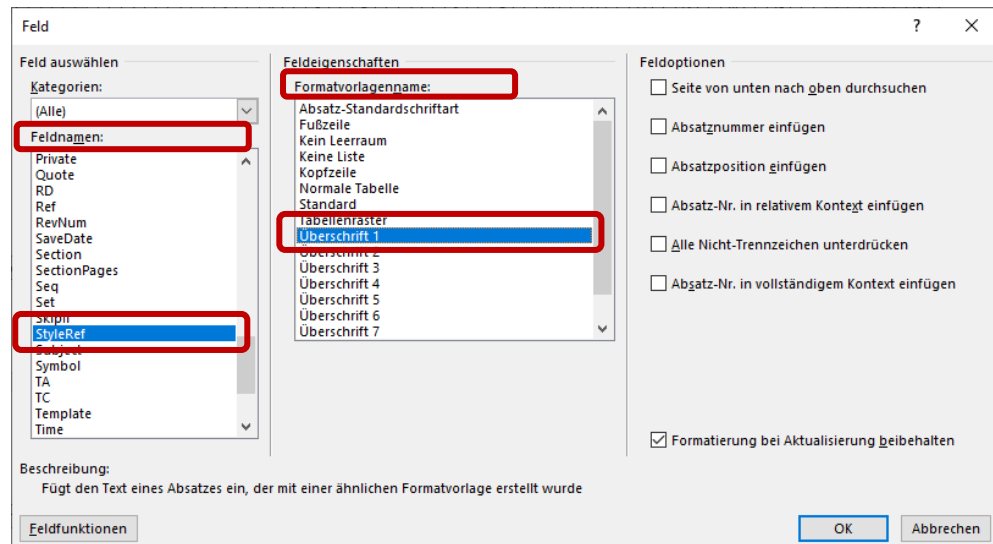 Feld
?
Feld auswählen
Kategorien:
(Alle)
Feldnamen:
Private
Quote
RD
Ref
RevNum
SaveDate
Section
SectionPages
Seq
Set
SkipIf
StyleRef
Subject
Symbol
TA
TC
Template
Time
Feldeigenschaften
Formatvorlagenname:
Absatz-Standardschriftart
Fußzeile
Kein Leerraum
Keine Liste
Kopfzeile
Normale Tabelle
Standard
Tabellenraster
Überschrift 1
Überschrift 2
Überschrift 3
Überschrift 4
Überschrift 5
Überschrift 6
Überschrift 7
Feldoptionen
Seite von unten nach oben durchsuchen
Absatznummer einfügen
Absatzposition einfügen
Absatz-Nr. in relativem Kontext einfügen
Alle Nicht-Trennzeichen unterdrücken
Absatz-Nr. in vollständigem Kontext einfügen
Formatierung bei Aktualisierung beibehalten
Beschreibung:
Fügt den Text eines Absatzes ein, der mit einer ähnlichen Formatvorlage erstellt wurde
Feldfunktionen
OK
Abbrechen